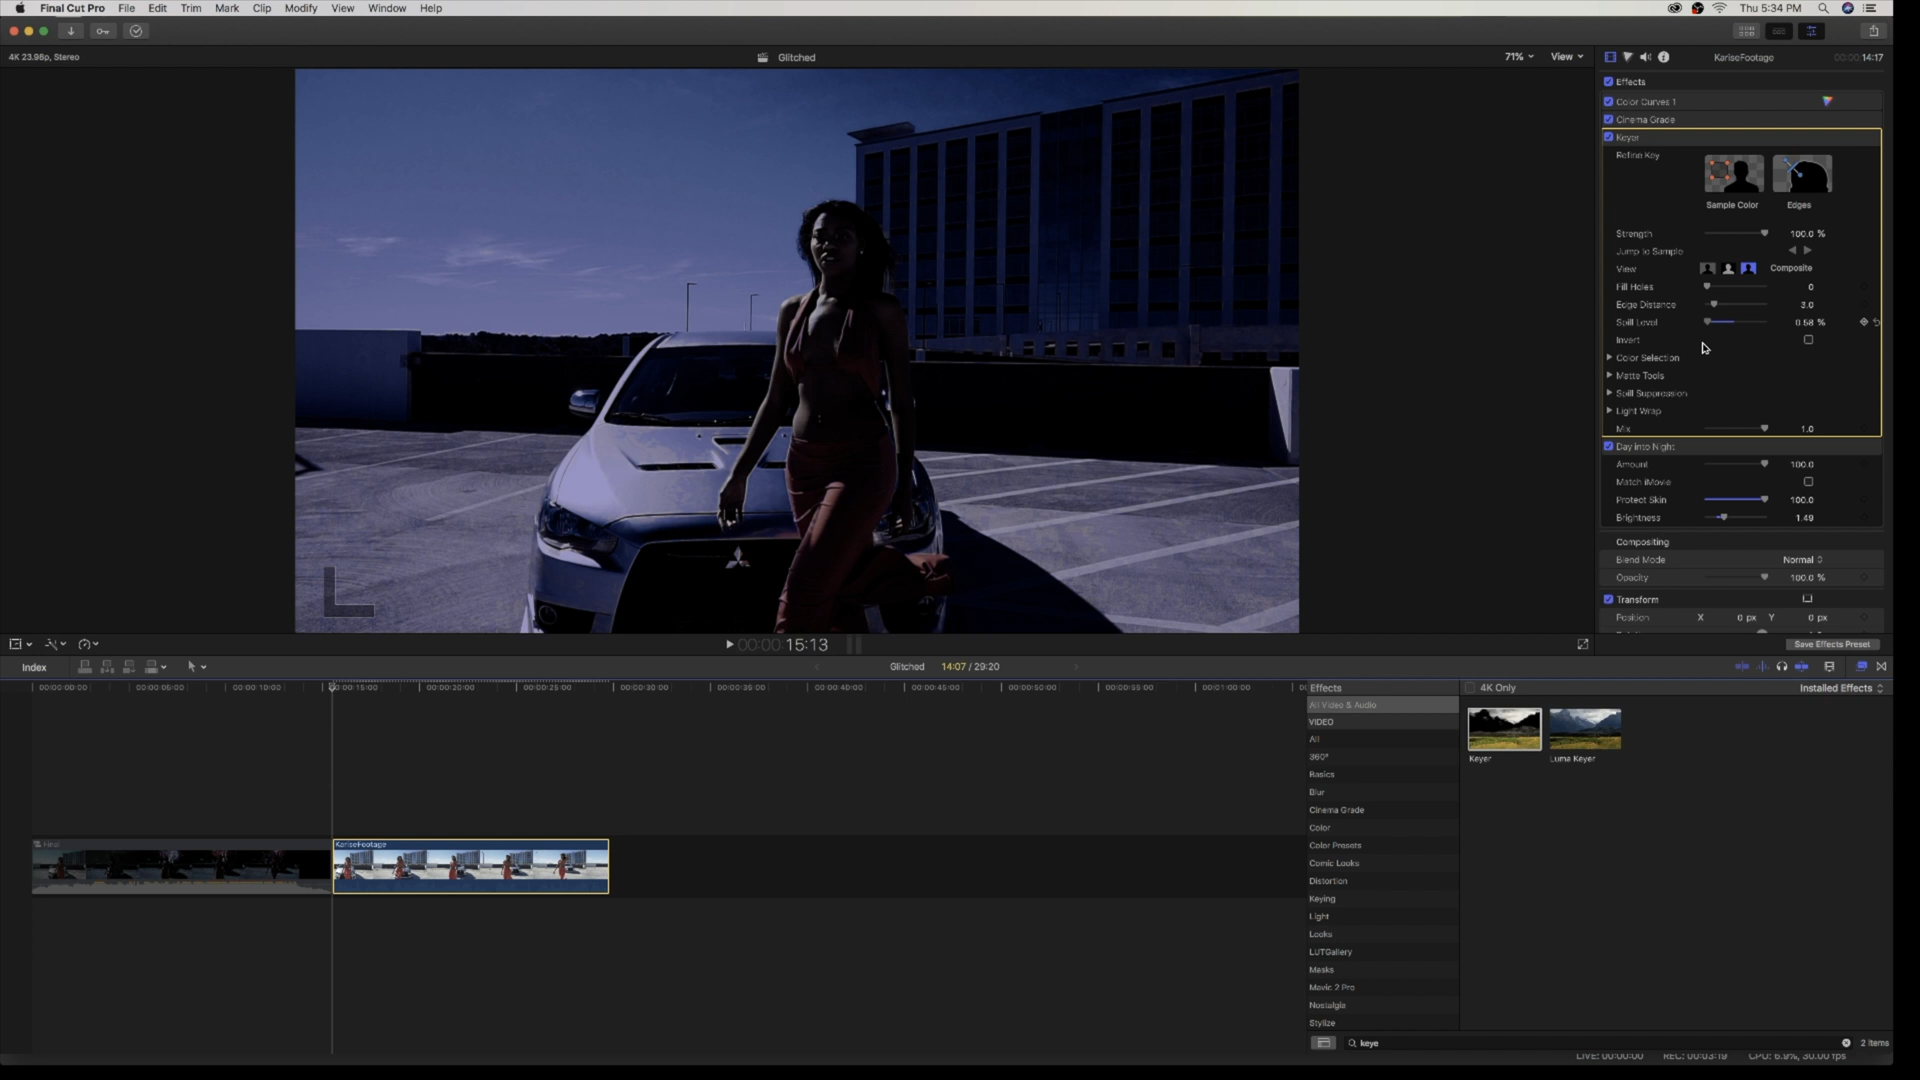 Final Cut Pro File Edit Trim Mark Clip Modify View Window Help
Thu 5:34 PM
4K 23.98p, Stereo
Glitched
71%
View
KariseFootage
00:00:14:17
Effects
Color Curves 1
Cinema Grade
Keyer
Refine Key
Sample Color
Edges
Strength 100.0 %
Jump to Sample
View Composite
Fill Holes 0
Edge Distance 3.0
Spill Level 0.58 %
Invert
Color Selection
Matte Tools
Spill Suppression
Light Wrap
Mix 1.0
Day into Night
Amount 100.0
Match iMovie
Protect Skin 100.0
Brightness 1.49
Compositing
Blend Mode Normal
Opacity 100.0 %
Transform
Position X 0 px Y 0 px
Save Effects Preset
00:00:15:13
Index
Glitched 14:07 / 29:20
00:00:00:00 00:00:05:00 00:00:10:00 00:00:15:00 00:00:20:00 00:00:25:00 00:00:30:00 00:00:35:00 00:00:40:00 00:00:45:00 00:00:50:00 00:00:55:00 00:01:00:00
Final
KariseFootage
Effects
4K Only
Installed Effects
All Video & Audio
VIDEO
All
360°
Basics
Blur
Cinema Grade
Color
Color Presets
Comic Looks
Distortion
Keying
Light
Looks
LUTGallery
Masks
Mavic 2 Pro
Nostalgia
Stylize
Keyer
Luma Keyer
keye
2 items
LIVE: 00:00:00 REC: 00:03:19 CPU: 6.9%, 30.00 fps